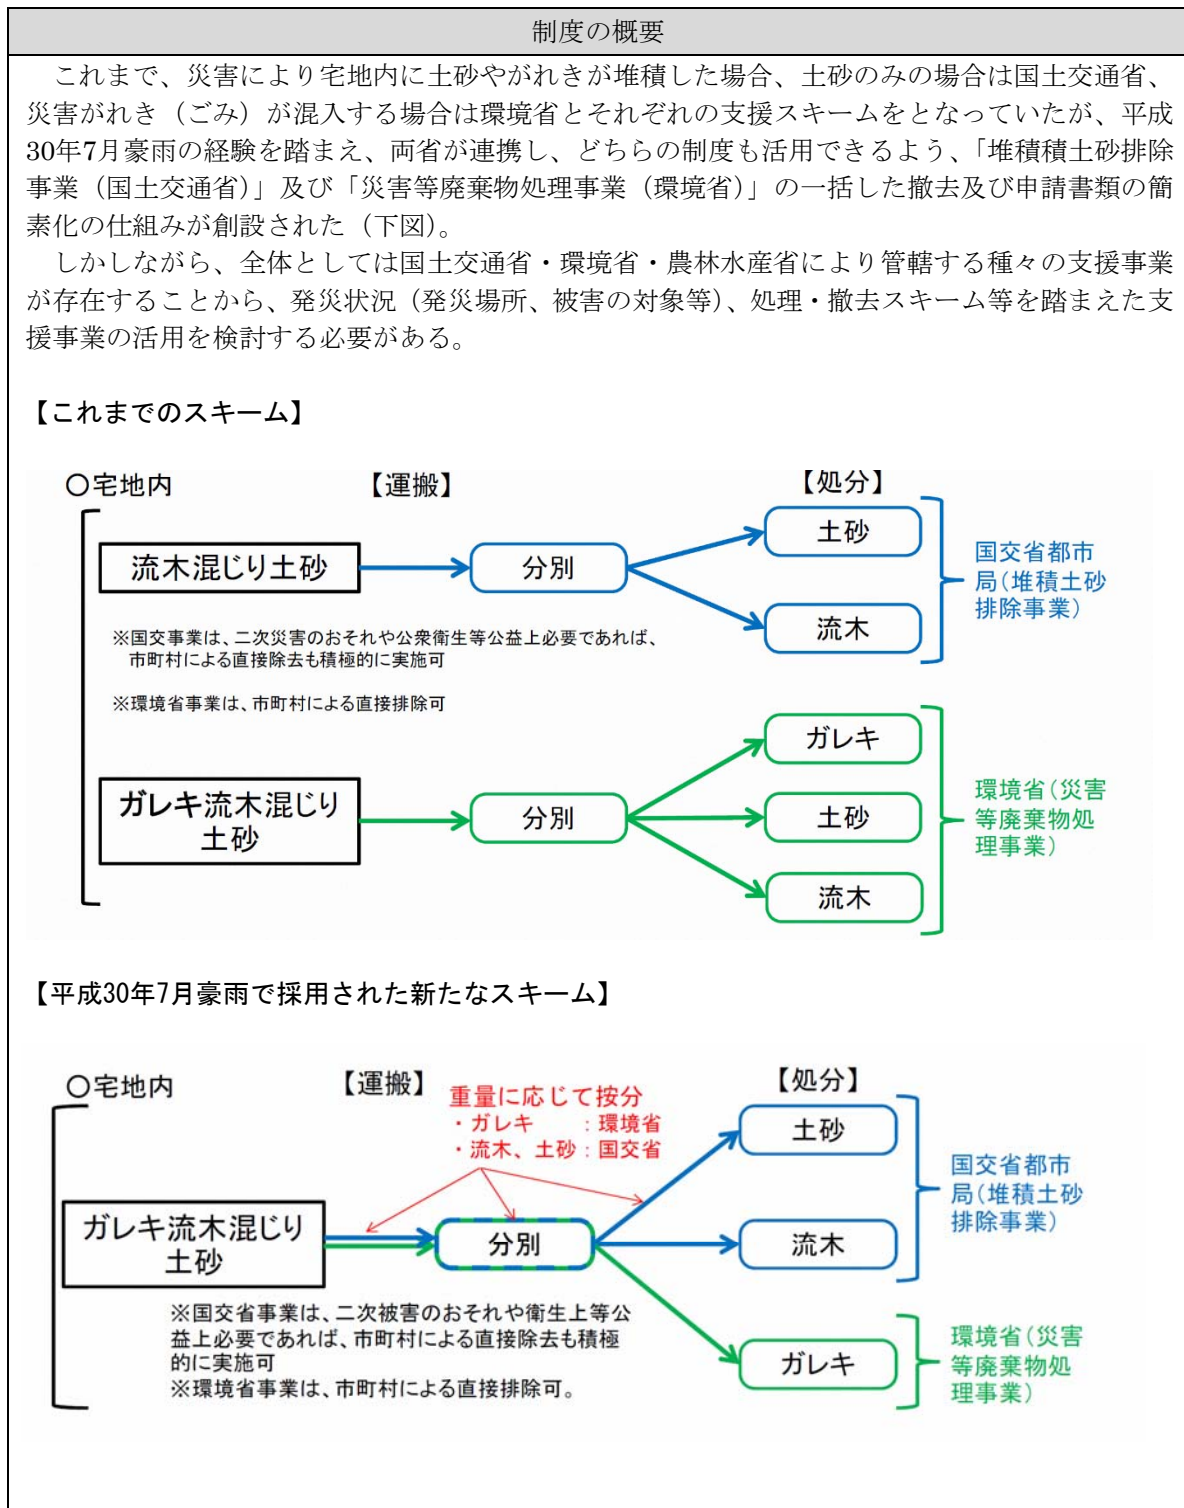 制度の概要
これまで、災害により宅地内に土砂やがれきが堆積した場合、土砂のみの場合は国土交通省、
災害がれき（ごみ）が混入する場合は環境省とそれぞれの支援スキームをとなっていたが、平成
30年7月豪雨の経験を踏まえ、両省が連携し、どちらの制度も活用できるよう、「堆積積土砂排除
事業（国土交通省）」及び「災害等廃棄物処理事業（環境省）」の一括した撤去及び申請書類の簡
素化の仕組みが創設された（下図）。
しかしながら、全体としては国土交通省・環境省・農林水産省により管轄する種々の支援事業
が存在することから、発災状況（発災場所、被害の対象等）、処理・撤去スキーム等を踏まえた支
援事業の活用を検討する必要がある。
【これまでのスキーム】
〇宅地内
【運搬】
【処分】
流木混じり土砂
分別
土砂
流木
国交省都市
局(堆積土砂
排除事業)
※国交事業は、二次災害のおそれや公衆衛生等公益上必要であれば、
市町村による直接除去も積極的に実施可
※環境省事業は、市町村による直接排除可
ガレキ流木混じり
土砂
分別
ガレキ
土砂
流木
環境省(災害
等廃棄物処
理事業)
【平成30年7月豪雨で採用された新たなスキーム】
〇宅地内
【運搬】
【処分】
重量に応じて按分
・ガレキ　　：環境省
・流木、土砂：国交省
ガレキ流木混じり
土砂
分別
土砂
流木
ガレキ
国交省都市
局(堆積土砂
排除事業)
※国交省事業は、二次被害のおそれや衛生上等公
益上必要であれば、市町村による直接除去も積極
的に実施可
※環境省事業は、市町村による直接排除可。
環境省(災害
等廃棄物処
理事業)